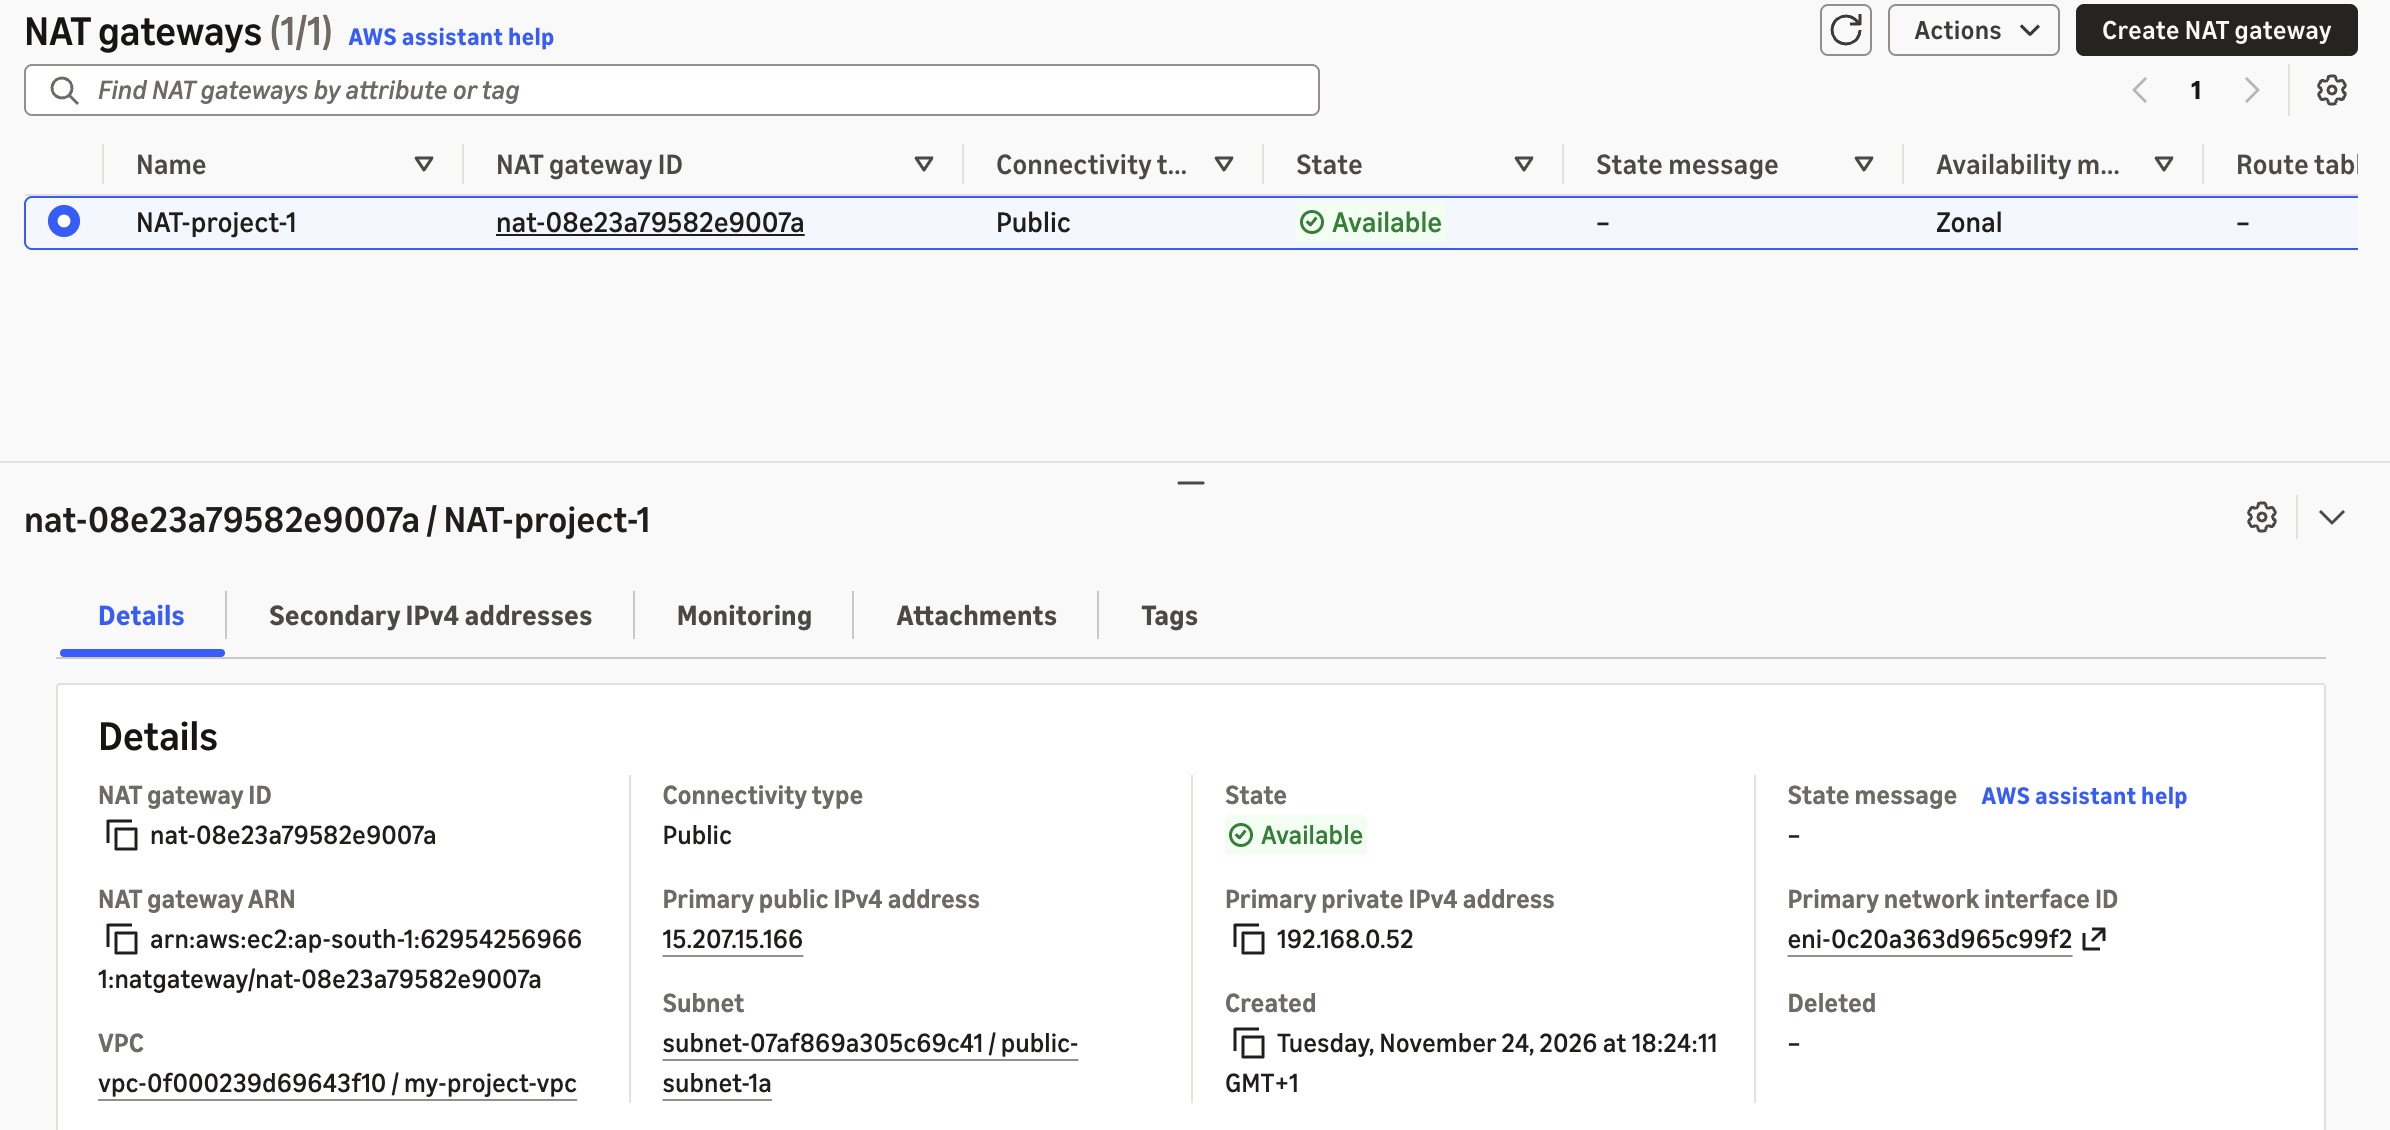 NAT gateways (1/1) AWS assistant help
Actions
Create NAT gateway
Find NAT gateways by attribute or tag
1
Name NAT gateway ID Connectivity t... State State message Availability m... Route tabl
NAT-project-1 nat-08e23a79582e9007a Public Available – Zonal –
nat-08e23a79582e9007a / NAT-project-1
Details Secondary IPv4 addresses Monitoring Attachments Tags
Details
NAT gateway ID
nat-08e23a79582e9007a
NAT gateway ARN
arn:aws:ec2:ap-south-1:62954256966
1:natgateway/nat-08e23a79582e9007a
VPC
vpc-0f000239d69643f10 / my-project-vpc
Connectivity type
Public
Primary public IPv4 address
15.207.15.166
Subnet
subnet-07af869a305c69c41 / public-
subnet-1a
State
Available
Primary private IPv4 address
192.168.0.52
Created
Tuesday, November 24, 2026 at 18:24:11
GMT+1
State message AWS assistant help
–
Primary network interface ID
eni-0c20a363d965c99f2
Deleted
–